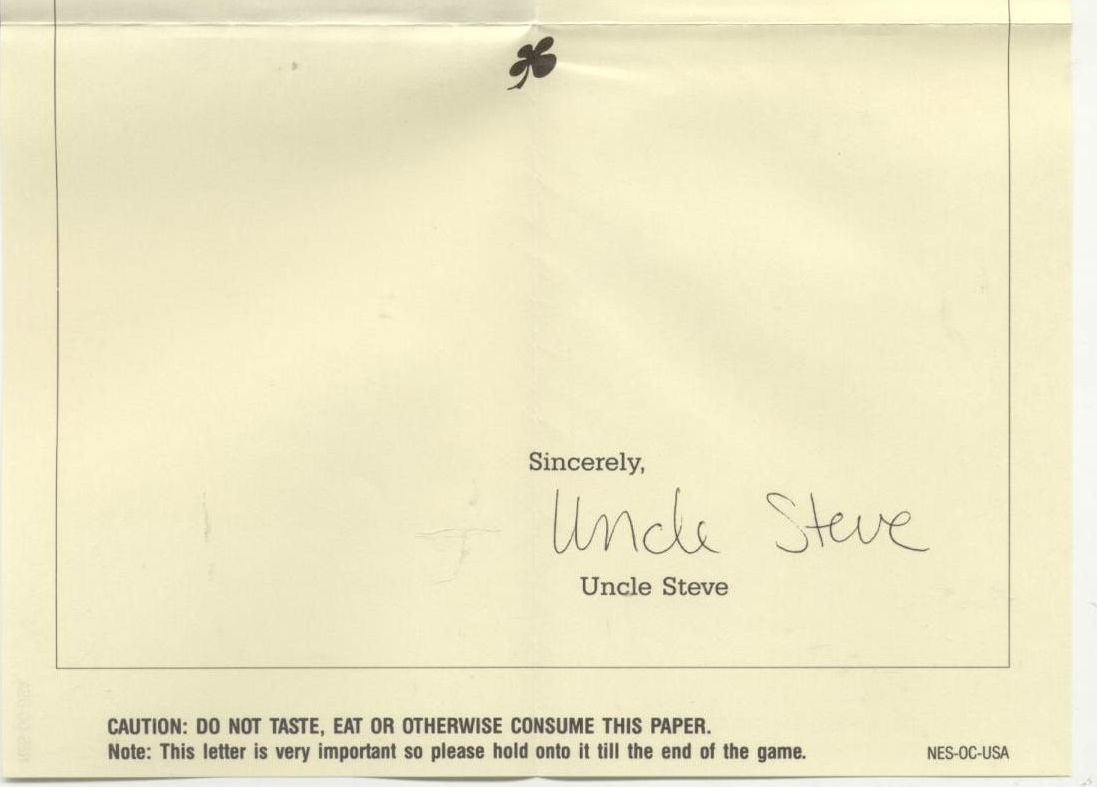 Sincerely,
Uncle Steve
Uncle Steve
CAUTION: DO NOT TASTE, EAT OR OTHERWISE CONSUME THIS PAPER.
Note: This letter is very important so please hold onto it till the end of the game.
NES-OC-USA